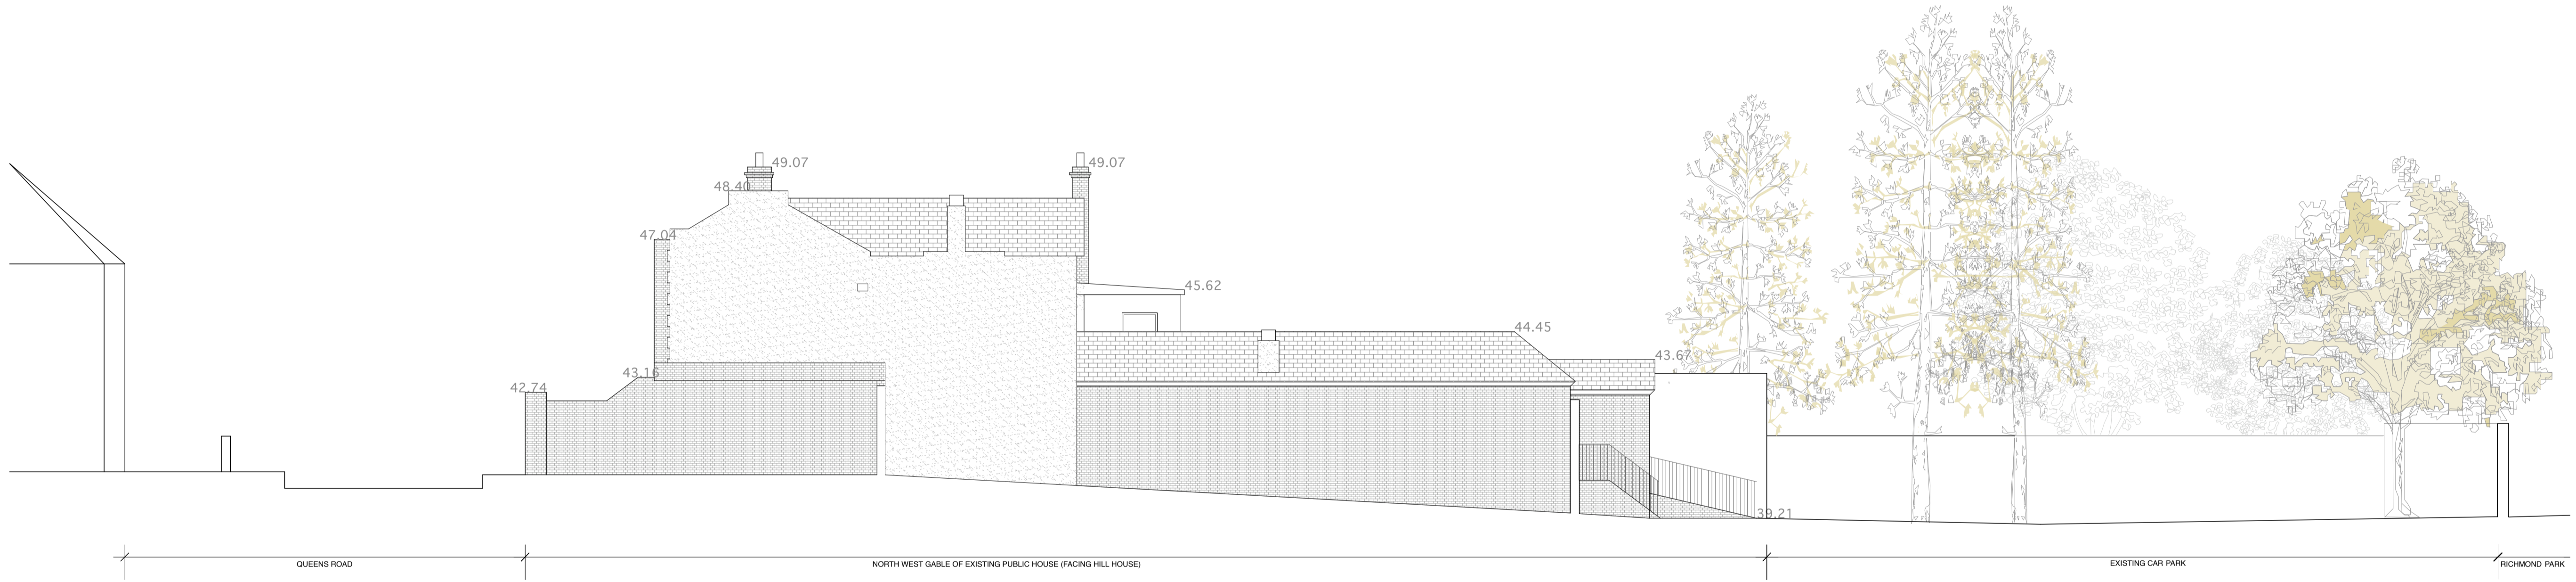 49.07
49.07
48.40
47.04
45.62
44.45
43.67
43.16
42.74
39.21
QUEENS ROAD
NORTH WEST GABLE OF EXISTING PUBLIC HOUSE (FACING HILL HOUSE)
EXISTING CAR PARK
RICHMOND PARK